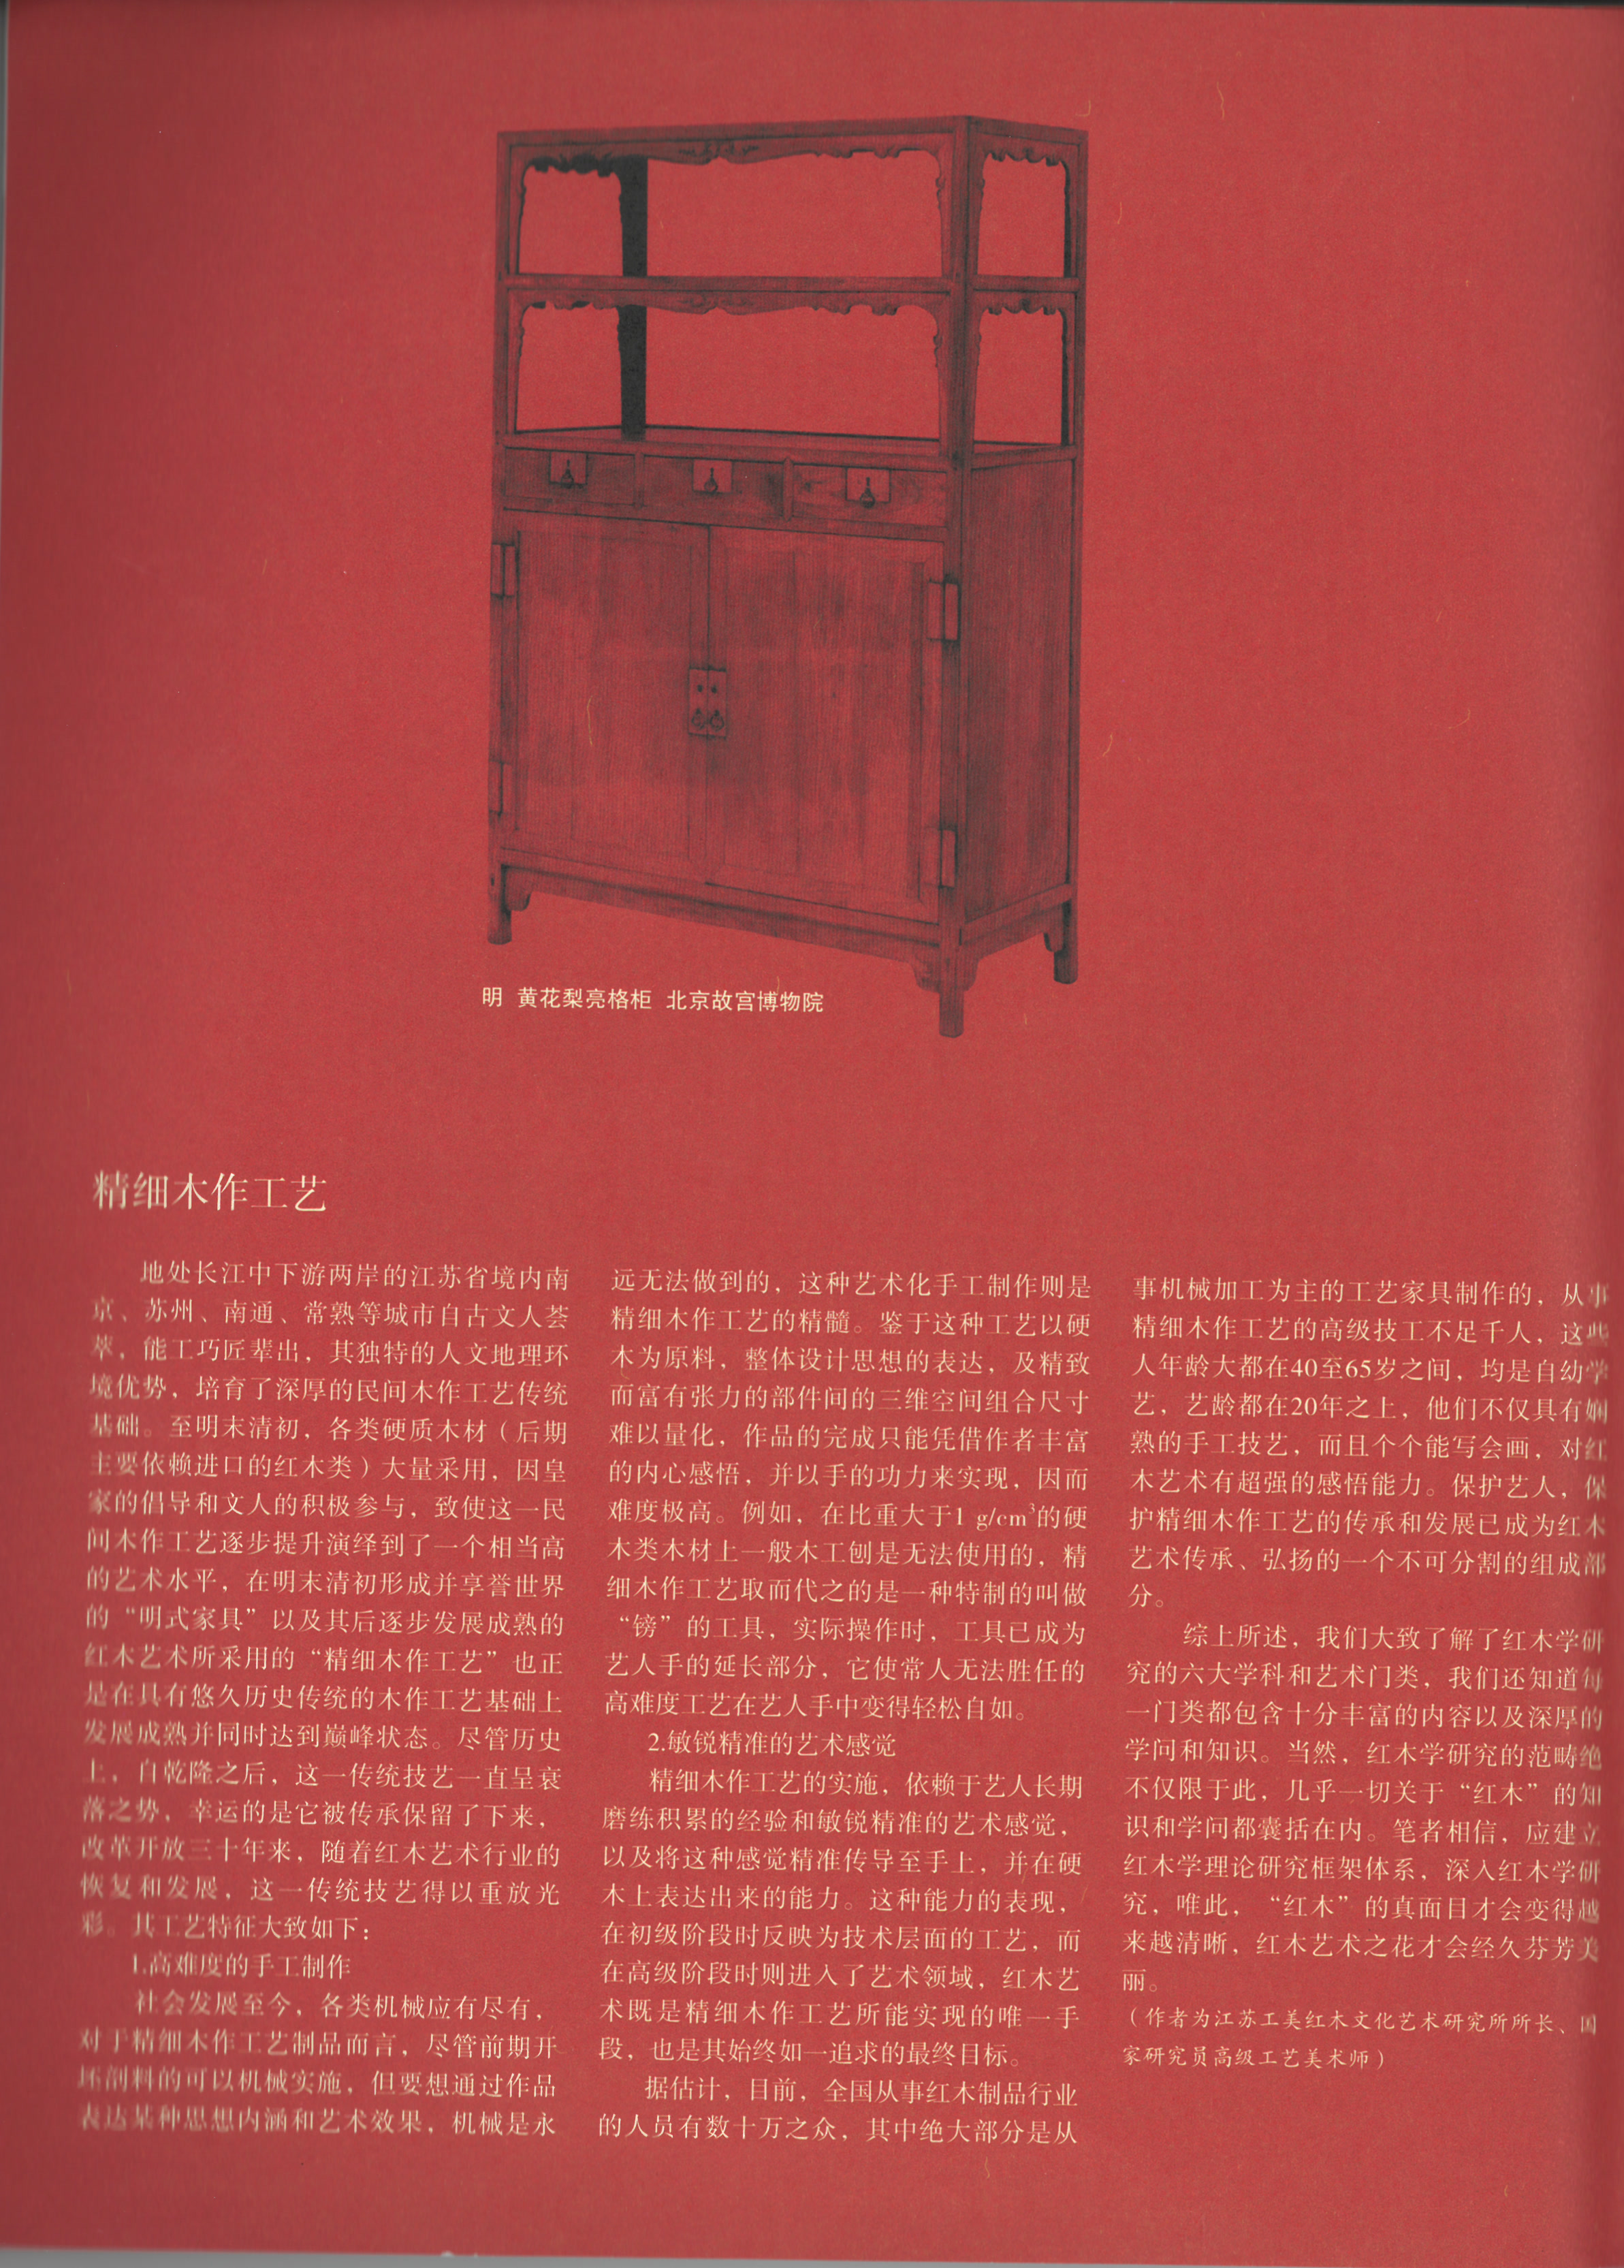 明 黄花梨亮格柜 北京故宫博物院
精细木作工艺
地处长江中下游两岸的江苏省境内南
京、苏州、南通、常熟等城市自古文人荟
萃，能工巧匠辈出，其独特的人文地理环
境优势，培育了深厚的民间木作工艺传统
基础。至明末清初，各类硬质木材（后期
主要依赖进口的红木类）大量采用，因皇
家的倡导和文人的积极参与，致使这一民
间木作工艺逐步提升演绎到了一个相当高
的艺术水平，在明末清初形成并享誉世界
的“明式家具”以及其后逐步发展成熟的
红木艺术所采用的“精细木作工艺”也正
是在具有悠久历史传统的木作工艺基础上
发展成熟并同时达到巅峰状态。尽管历史
上，自乾隆之后，这一传统技艺一直呈衰
落之势，幸运的是它被传承保留了下来，
改革开放三十年来，随着红木艺术行业的
恢复和发展，这一传统技艺得以重放光
彩。其工艺特征大致如下：
1.高难度的手工制作
社会发展至今，各类机械应有尽有，
对于精细木作工艺制品而言，尽管前期开
坯剖料的可以机械实施，但要想通过作品
表达某种思想内涵和艺术效果，机械是永
远无法做到的，这种艺术化手工制作则是
精细木作工艺的精髓。鉴于这种工艺以硬
木为原料，整体设计思想的表达，及精致
而富有张力的部件间的三维空间组合尺寸
难以量化，作品的完成只能凭借作者丰富
的内心感悟，并以手的功力来实现，因而
难度极高。例如，在比重大于1 g/cm³的硬
木类木材上一般木工刨是无法使用的，精
细木作工艺取而代之的是一种特制的叫做
“镑”的工具，实际操作时，工具已成为
艺人手的延长部分，它使常人无法胜任的
高难度工艺在艺人手中变得轻松自如。
2.敏锐精准的艺术感觉
精细木作工艺的实施，依赖于艺人长期
磨练积累的经验和敏锐精准的艺术感觉，
以及将这种感觉精准传导至手上，并在硬
木上表达出来的能力。这种能力的表现，
在初级阶段时反映为技术层面的工艺，而
在高级阶段时则进入了艺术领域，红木艺
术既是精细木作工艺所能实现的唯一手
段，也是其始终如一追求的最终目标。
据估计，目前，全国从事红木制品行业
的人员有数十万之众，其中绝大部分是从
事机械加工为主的工艺家具制作的，从事
精细木作工艺的高级技工不足千人，这些
人年龄大都在40至65岁之间，均是自幼学
艺，艺龄都在20年之上，他们不仅具有娴
熟的手工技艺，而且个个能写会画，对红
木艺术有超强的感悟能力。保护艺人，保
护精细木作工艺的传承和发展已成为红木
艺术传承、弘扬的一个不可分割的组成部
分。
综上所述，我们大致了解了红木学研
究的六大学科和艺术门类，我们还知道每
一门类都包含十分丰富的内容以及深厚的
学问和知识。当然，红木学研究的范畴绝
不仅限于此，几乎一切关于“红木”的知
识和学问都囊括在内。笔者相信，应建立
红木学理论研究框架体系，深入红木学研
究，唯此，“红木”的真面目才会变得越
来越清晰，红木艺术之花才会经久芬芳美
丽。
（作者为江苏工美红木文化艺术研究所所长、国
家研究员高级工艺美术师）